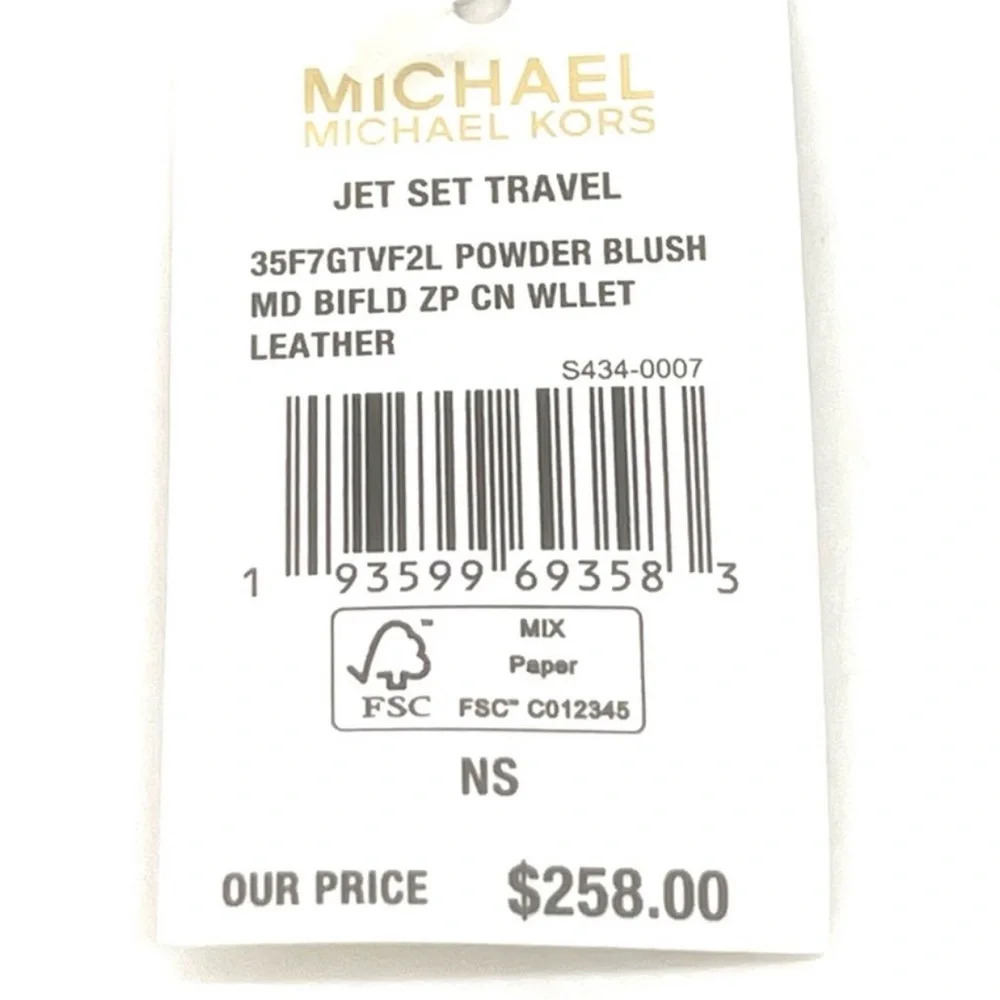 MICHAEL
MICHAEL KORS
JET SET TRAVEL
35F7GTVF2L POWDER BLUSH
MD BIFLD ZP CN WLLET
LEATHER
S434-0007
1 93599 69358 3
MIX
Paper
FSC™ C012345
FSC ™
NS
OUR PRICE $258.00